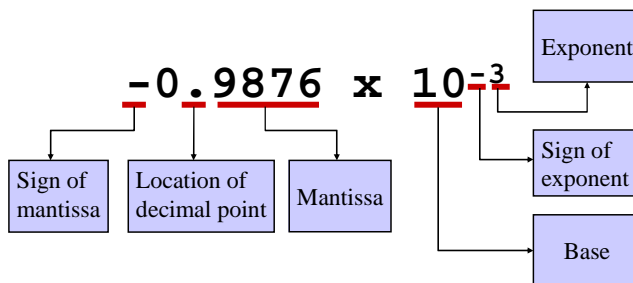 Exponent
-0.9876 x 10-3
Sign of
mantissa
Location of
decimal point
Mantissa
Sign of
exponent
Base